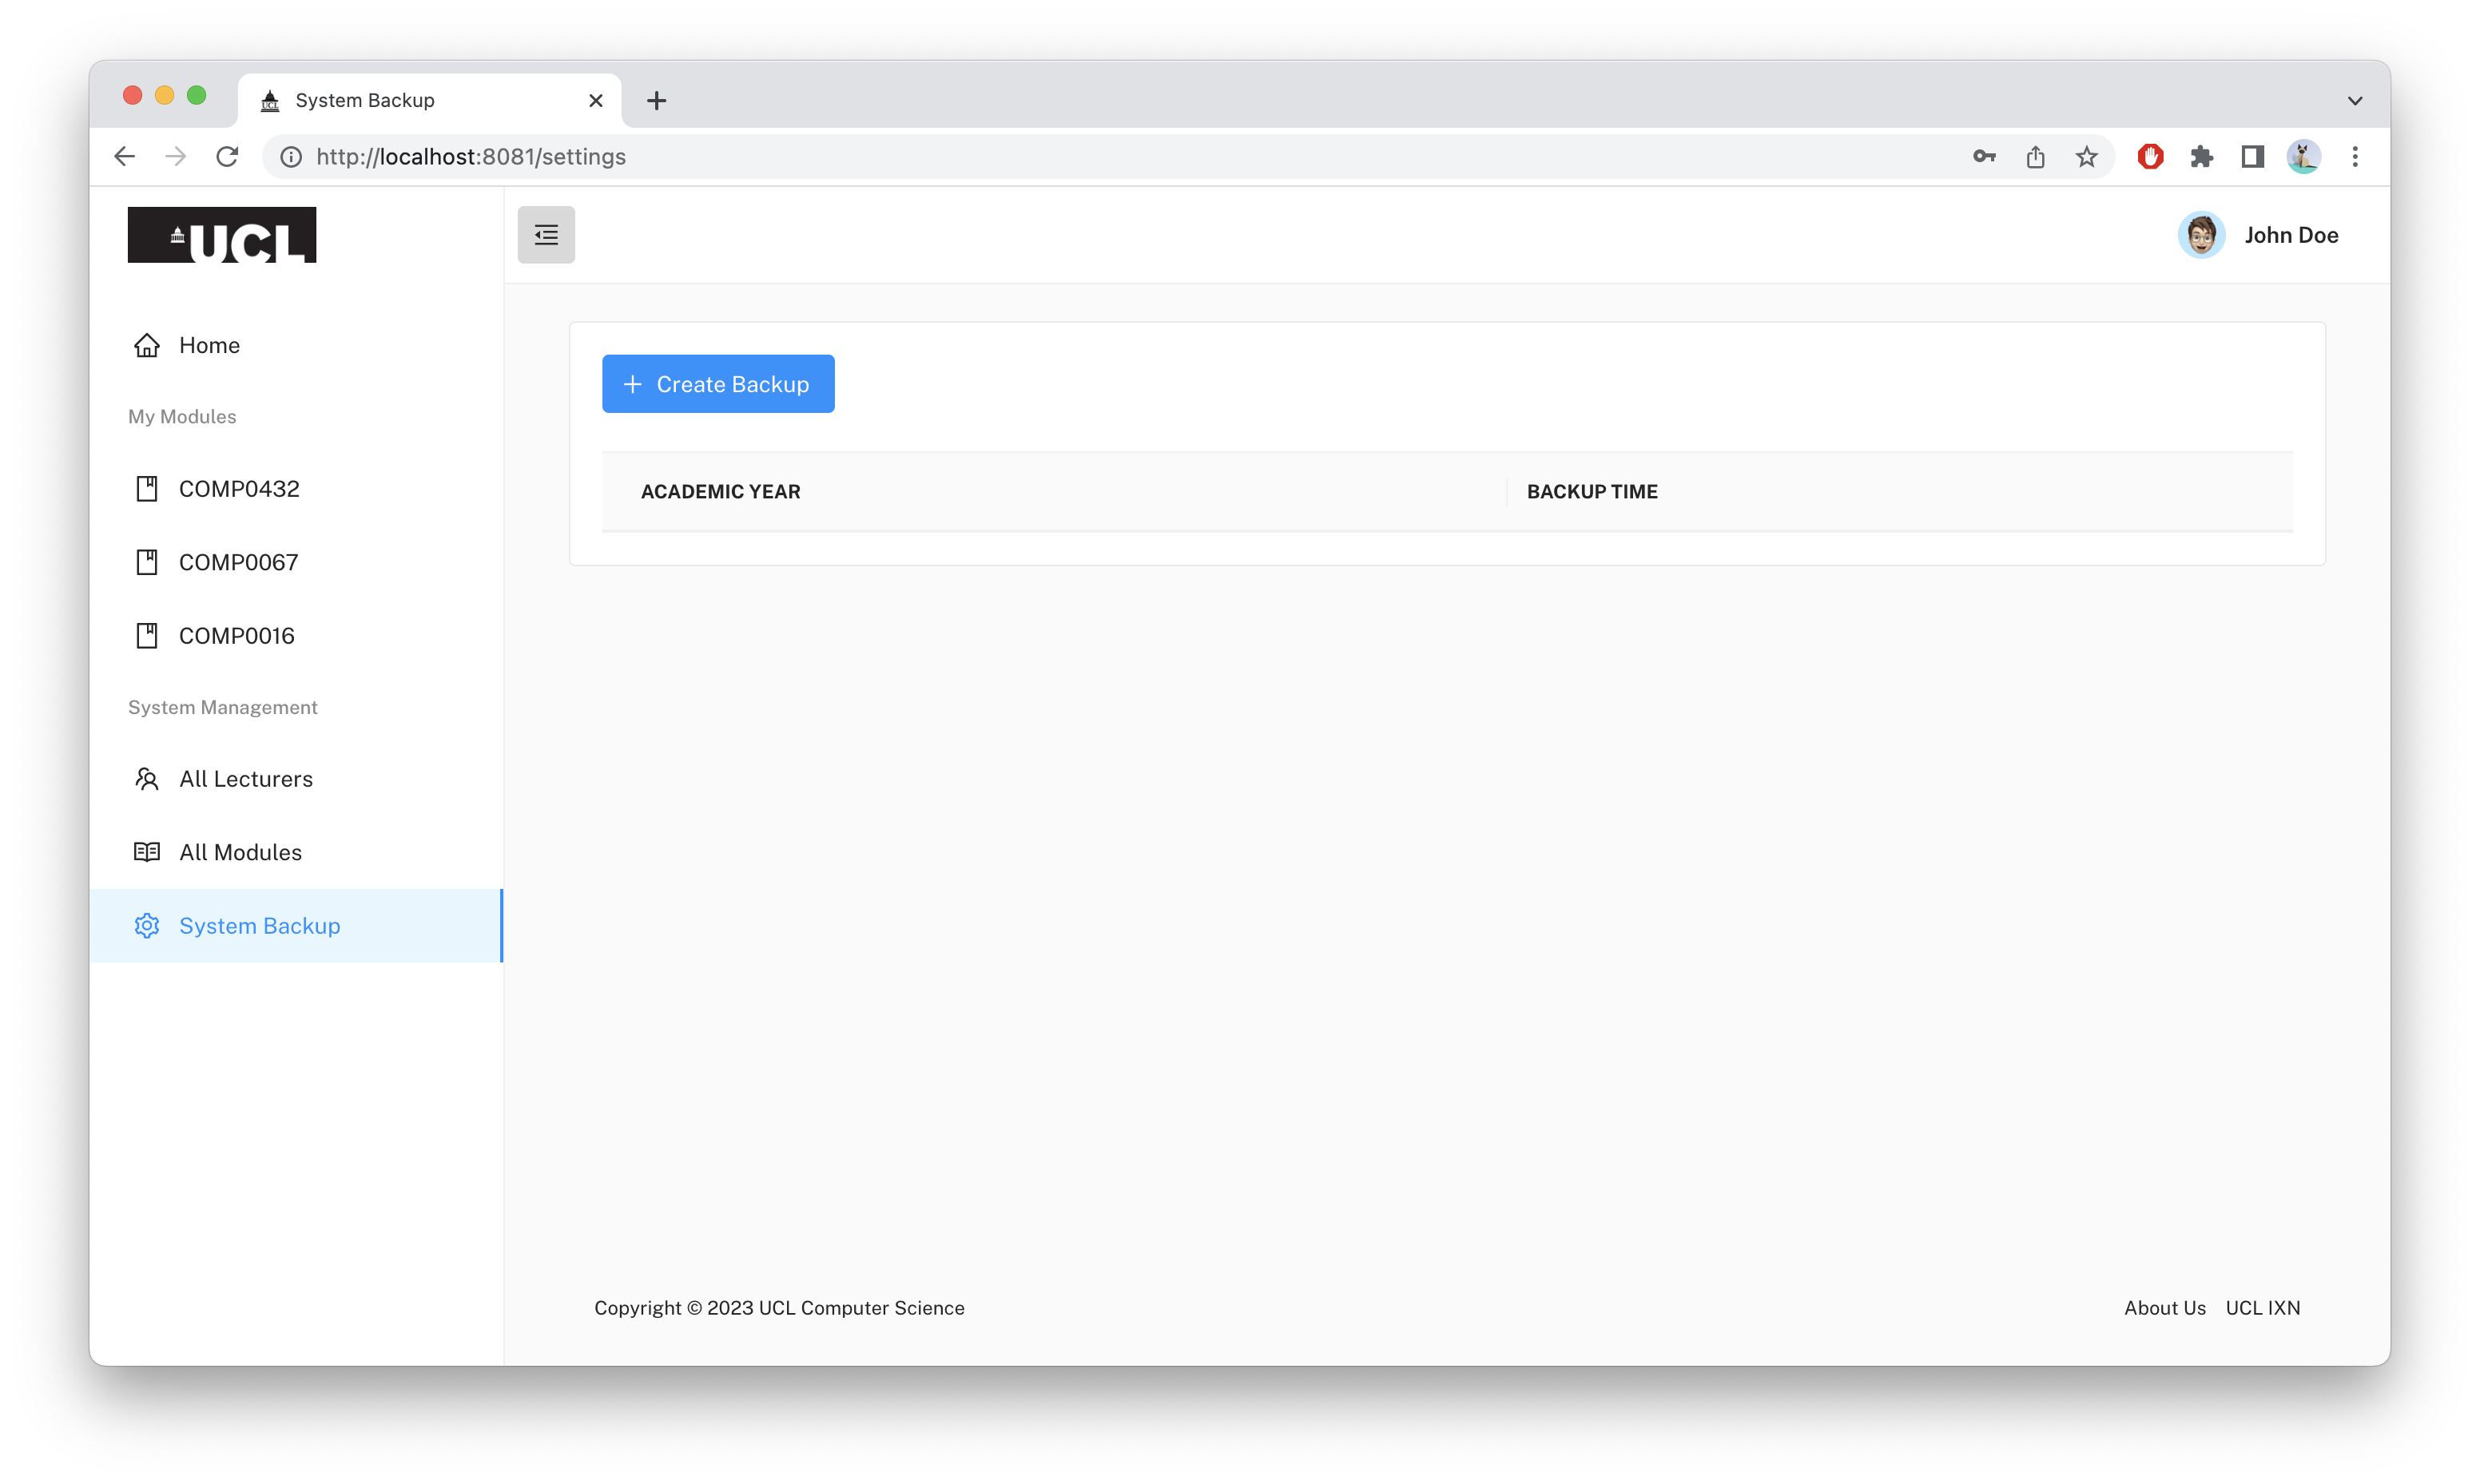 System Backup
http://localhost:8081/settings
UCL
John Doe
Home
My Modules
COMP0432
COMP0067
COMP0016
System Management
All Lecturers
All Modules
System Backup
Create Backup
ACADEMIC YEAR
BACKUP TIME
Copyright © 2023 UCL Computer Science
About Us
UCL IXN